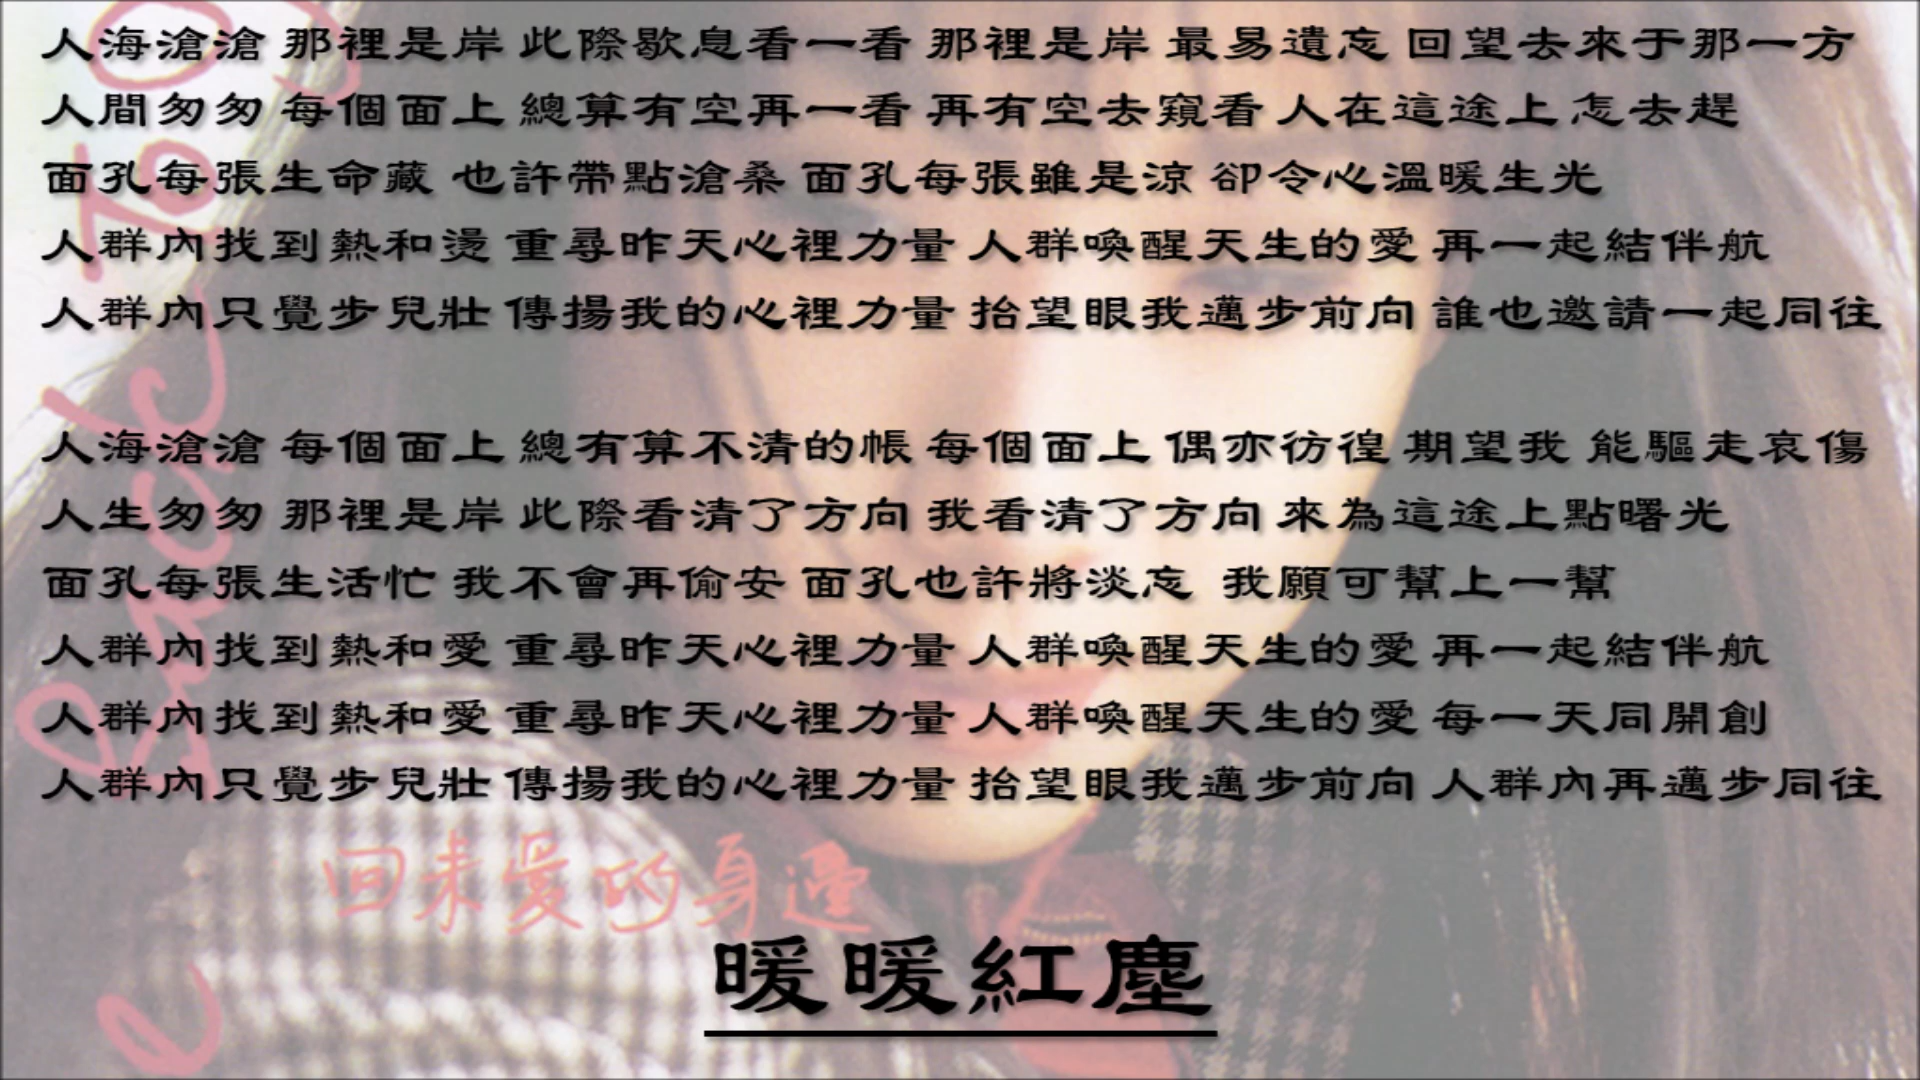 人海滄滄 那裡是岸 此際歇息看一看 那裡是岸 最易遺忘 回望去來于那一方
人間匆匆 每個面上 總算有空再一看 再有空去窺看 人在這途上 怎去趕
面孔每張生命藏 也許帶點滄桑 面孔每張雖是涼 卻令心溫暖生光
人群內找到熱和燙 重尋昨天心裡力量 人群喚醒天生的愛 再一起結伴航
人群內只覺步兒壯 傳揚我的心裡力量 抬望眼我邁步前向 誰也邀請一起同往
人海滄滄 每個面上 總有算不清的帳 每個面上 偶亦彷徨 期望我 能驅走哀傷
人生匆匆 那裡是岸 此際看清了方向 我看清了方向 來為這途上點曙光
面孔每張生活忙 我不會再偷安 面孔也許將淡忘 我願可幫上一幫
人群內找到熱和愛 重尋昨天心裡力量 人群喚醒天生的愛 再一起結伴航
人群內找到熱和愛 重尋昨天心裡力量 人群喚醒天生的愛 每一天同開創
人群內只覺步兒壯 傳揚我的心裡力量 抬望眼我邁步前向 人群內再邁步同往
回未愛的身邊
暖暖紅塵
Back to